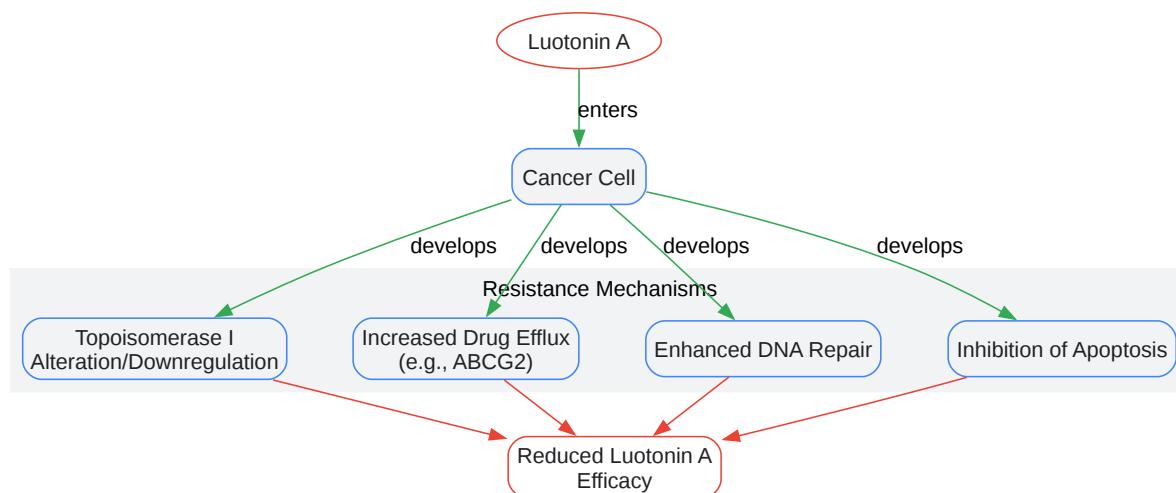 Luotonin A
enters
Cancer Cell
develops
develops
develops
develops
Resistance Mechanisms
Topoisomerase I
Alteration/Downregulation
Increased Drug Efflux
(e.g., ABCG2)
Enhanced DNA Repair
Inhibition of Apoptosis
Reduced Luotonin A
Efficacy